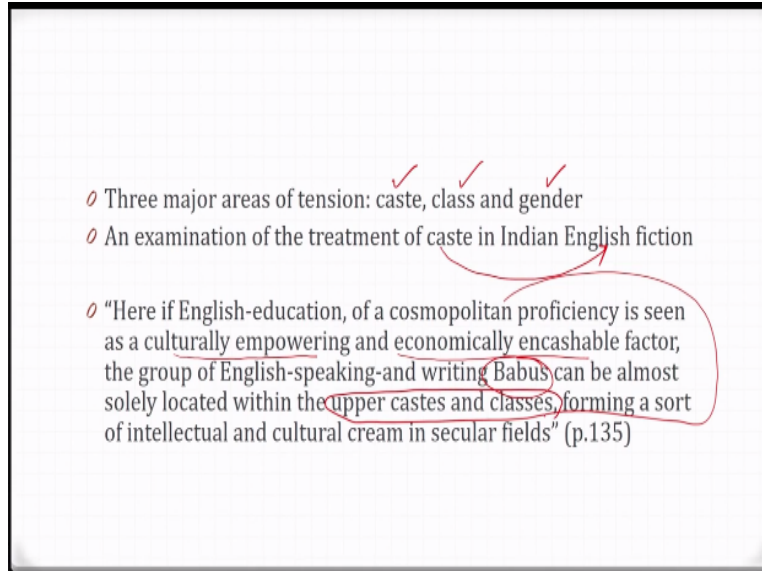 Three major areas of tension: caste, class and gender
An examination of the treatment of caste in Indian English fiction
“Here if English-education, of a cosmopolitan proficiency is seen
as a culturally empowering and economically encashable factor,
the group of English-speaking-and writing Babus can be almost
solely located within the upper castes and classes, forming a sort
of intellectual and cultural cream in secular fields” (p.135)